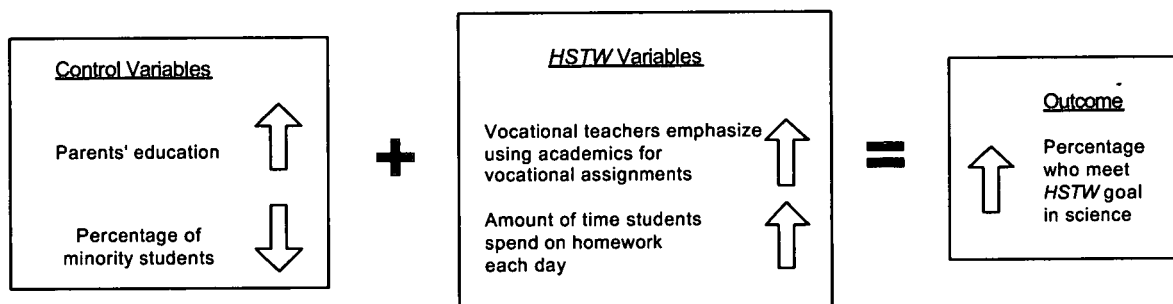 Control Variables
Parents' education
Percentage of
minority students
HSTW Variables
Vocational teachers emphasize
using academics for
vocational assignments
Amount of time students
spend on homework
each day
Outcome
Percentage
who meet
HSTW goal
in science